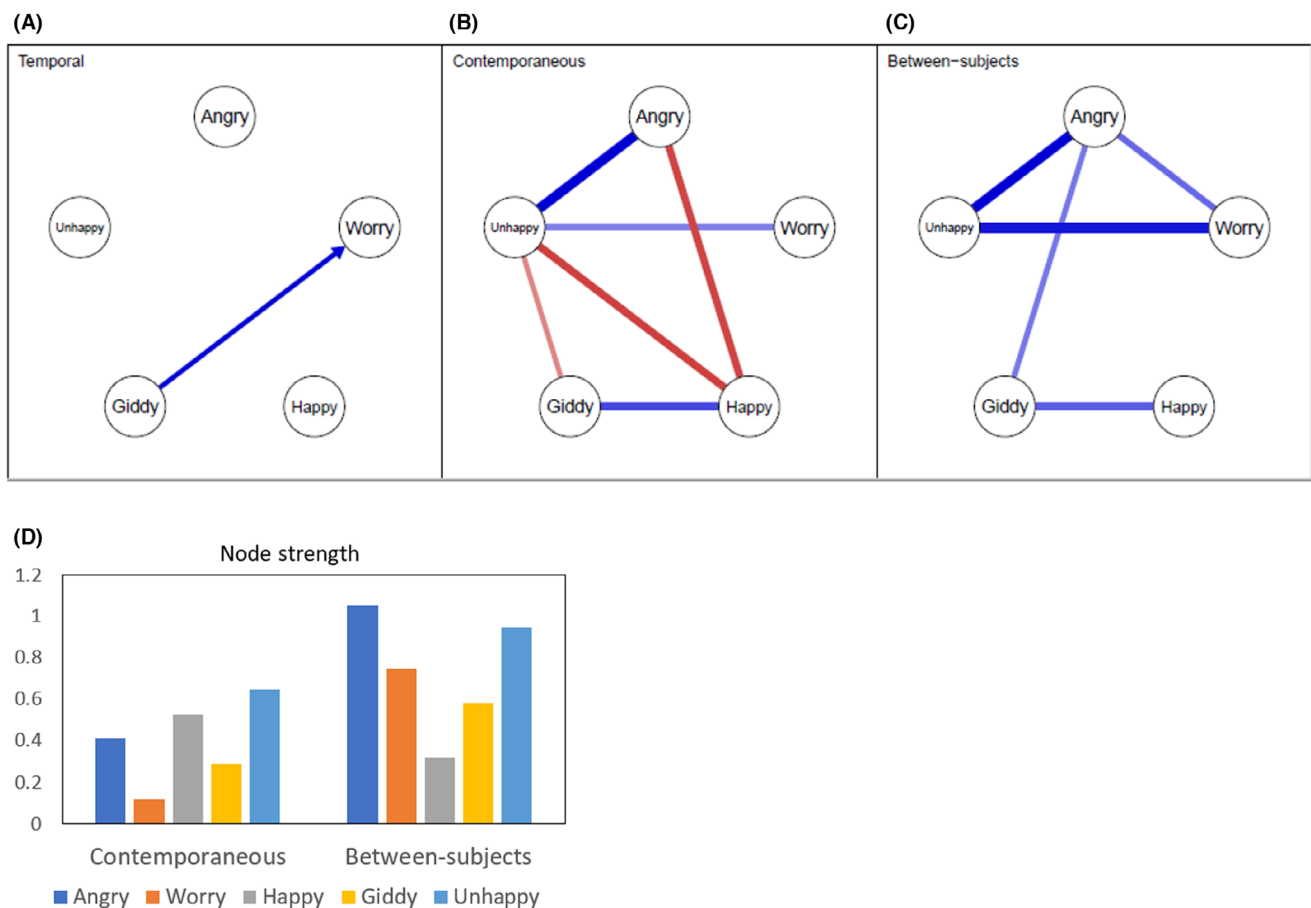 (A)
(B)
(C)
Temporal
Angry
Unhappy
Worry
Giddy
Happy
Contemporaneous
Angry
Unhappy
Worry
Giddy
Happy
Between-subjects
Angry
Unhappy
Worry
Giddy
Happy
(D)
Node strength
1.2
1
0.8
0.6
0.4
0.2
0
Contemporaneous
Between-subjects
Angry
Worry
Happy
Giddy
Unhappy